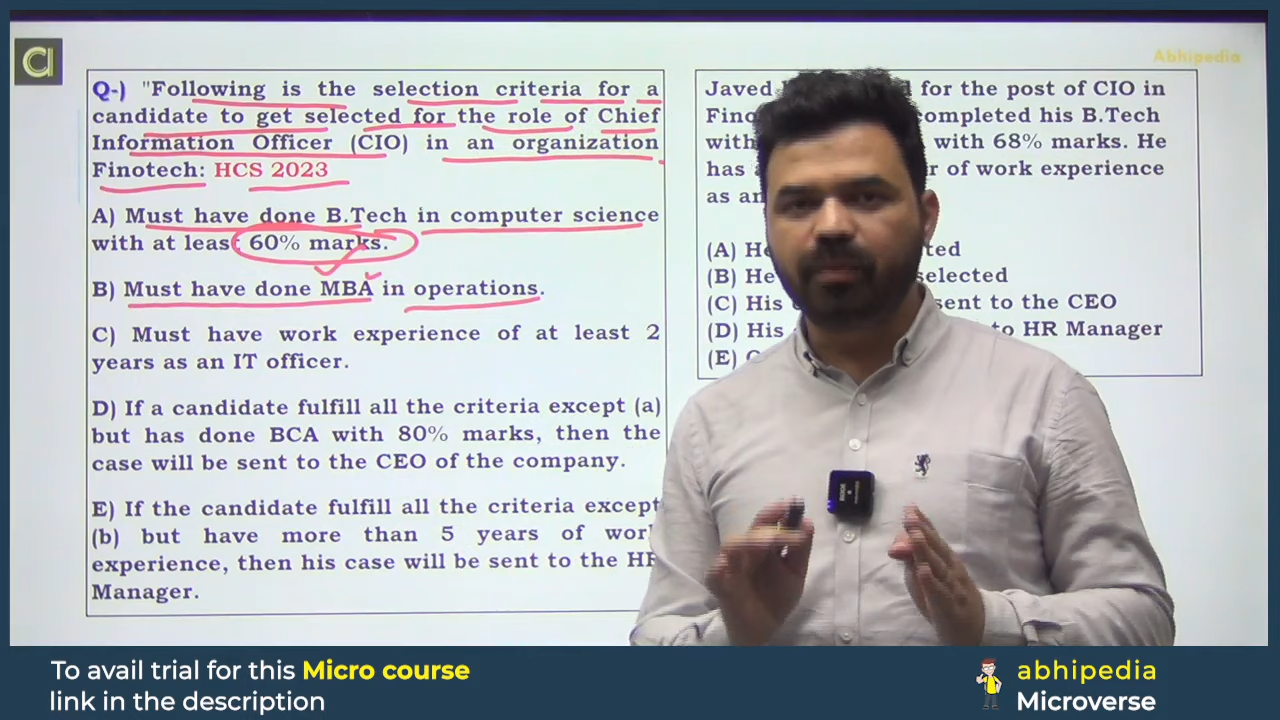 Abhipedia
Q-) "Following is the selection criteria for a
candidate to get selected for the role of Chief
Information Officer (CIO) in an organization
Finotech: HCS 2023
A) Must have done B.Tech in computer science
with at least 60% marks.
B) Must have done MBA in operations.
C) Must have work experience of at least 2
years as an IT officer.
D) If a candidate fulfill all the criteria except (a)
but has done BCA with 80% marks, then the
case will be sent to the CEO of the company.
E) If the candidate fulfill all the criteria except
(b) but have more than 5 years of work
experience, then his case will be sent to the HR
Manager.
Javed for the post of CIO in
completed his B.Tech
with 68% marks. He
has of work experience
as an
(A) He
(B) He selected
(C) His sent to the CEO
(D) His to HR Manager
(E)
To avail trial for this Micro course
link in the description
abhipedia
Microverse